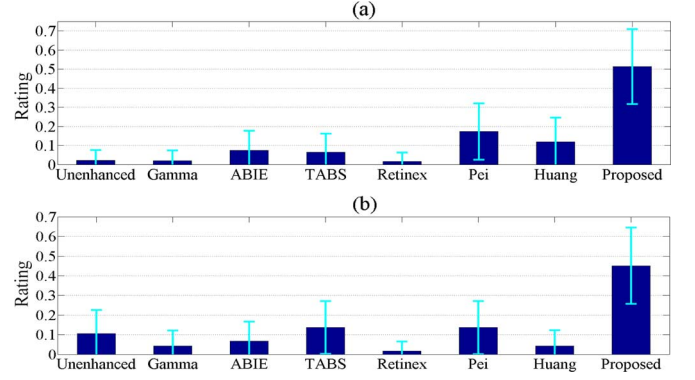 (a)
0.7
0.6
0.5
0.4
0.3
0.2
0.1
0
Rating
Unenhanced Gamma ABIE TABS Retinex Pei Huang Proposed
(b)
0.7
0.6
0.5
0.4
0.3
0.2
0.1
0
Rating
Unenhanced Gamma ABIE TABS Retinex Pei Huang Proposed